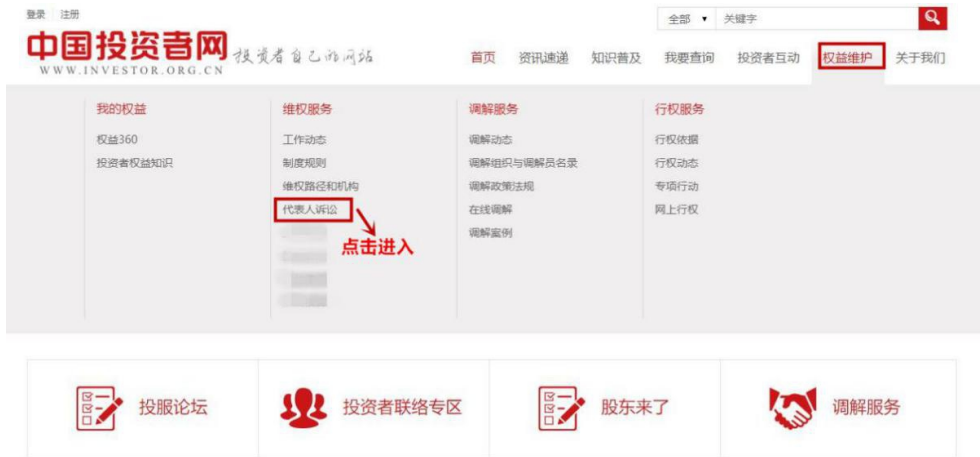 登录 注册
全部 ▼ 关键字
中国投资者网 投资者自己的网站
WWW.INVESTOR.ORG.CN
首页 资讯速递 知识普及 我要查询 投资者互动 权益维护 关于我们
我的权益 维权服务 调解服务 行权服务
权益360 工作动态 调解动态 行权依据
投资者权益知识 制度规则 调解组织与调解员名录 行权动态
维权路径和机构 调解政策法规 专项行动
代表人诉讼 在线调解 网上行权
调解案例
点击进入
投服论坛 投资者联络专区 股东来了 调解服务